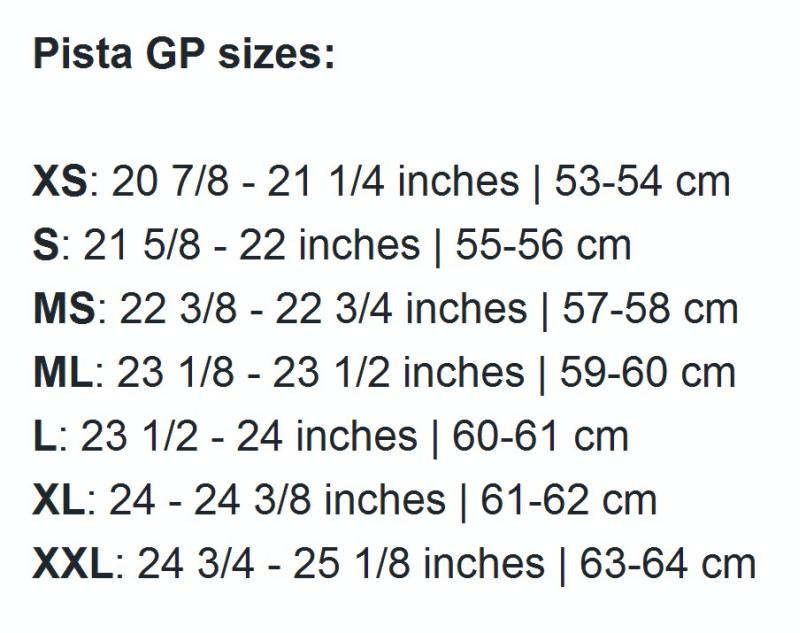 Pista GP sizes:
XS: 20 7/8 - 21 1/4 inches | 53-54 cm
S: 21 5/8 - 22 inches | 55-56 cm
MS: 22 3/8 - 22 3/4 inches | 57-58 cm
ML: 23 1/8 - 23 1/2 inches | 59-60 cm
L: 23 1/2 - 24 inches | 60-61 cm
XL: 24 - 24 3/8 inches | 61-62 cm
XXL: 24 3/4 - 25 1/8 inches | 63-64 cm